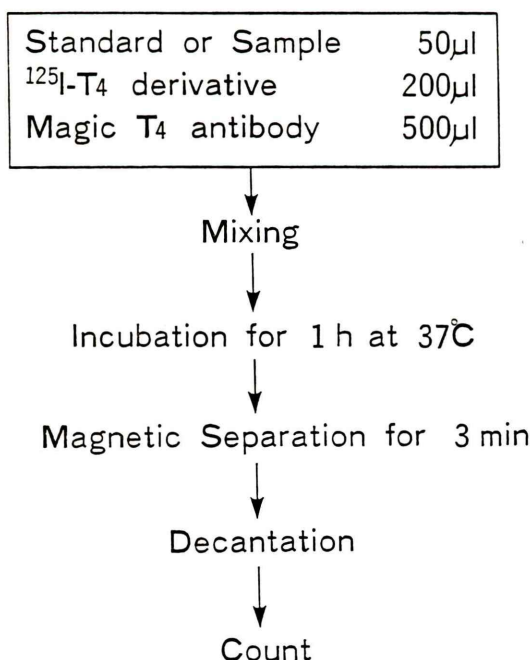 Standard or Sample 50µl
¹²⁵I-T4 derivative 200µl
Magic T4 antibody 500µl
Mixing
Incubation for 1 h at 37℃
Magnetic Separation for 3 min
Decantation
Count